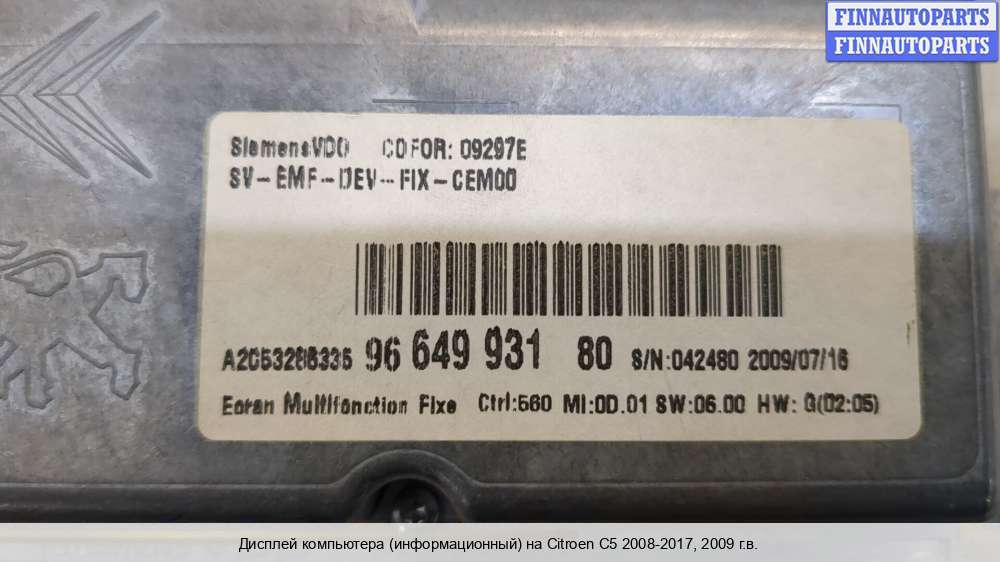 FINNAUTOPARTS
FINNAUTOPARTS
SiemensVDO COFOR: 09297E
SV-EMF-DEV-FIX-CEM00
A2C53286335 96 649 931 80 S/N:042480 2009/07/16
Ecran Multifonction Fixe Ctrl:560 MI:0D.01 SW:06.00 HW: G(02:05)
Дисплей компьютера (информационный) на Citroen C5 2008-2017, 2009 г.в.